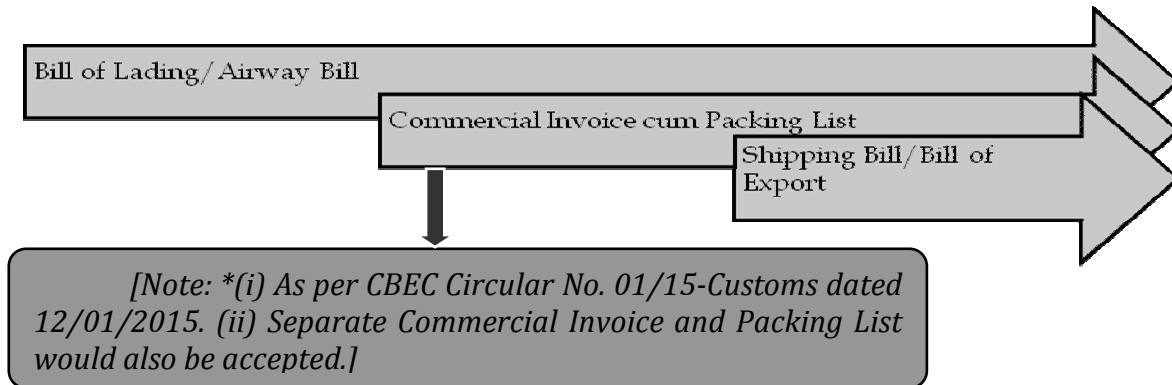 Bill of Lading/Airway Bill
Commercial Invoice cum Packing List
Shipping Bill/Bill of
Export
[Note: *(i) As per CBEC Circular No. 01/15-Customs dated
12/01/2015. (ii) Separate Commercial Invoice and Packing List
would also be accepted.]